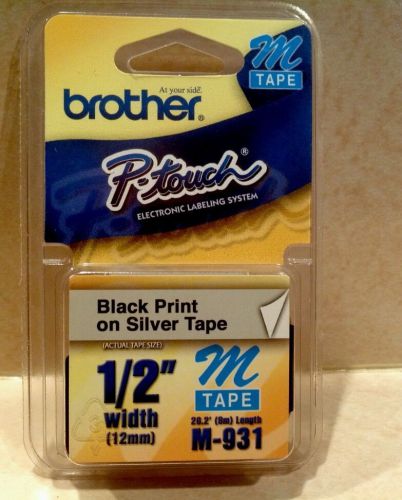 At your side.
brother
M
TAPE
P-touch®
ELECTRONIC LABELING SYSTEM
Black Print
on Silver Tape
(ACTUAL TAPE SIZE)
1/2"
width
(12mm)
M
TAPE
26.2' (8m) Length
M-931